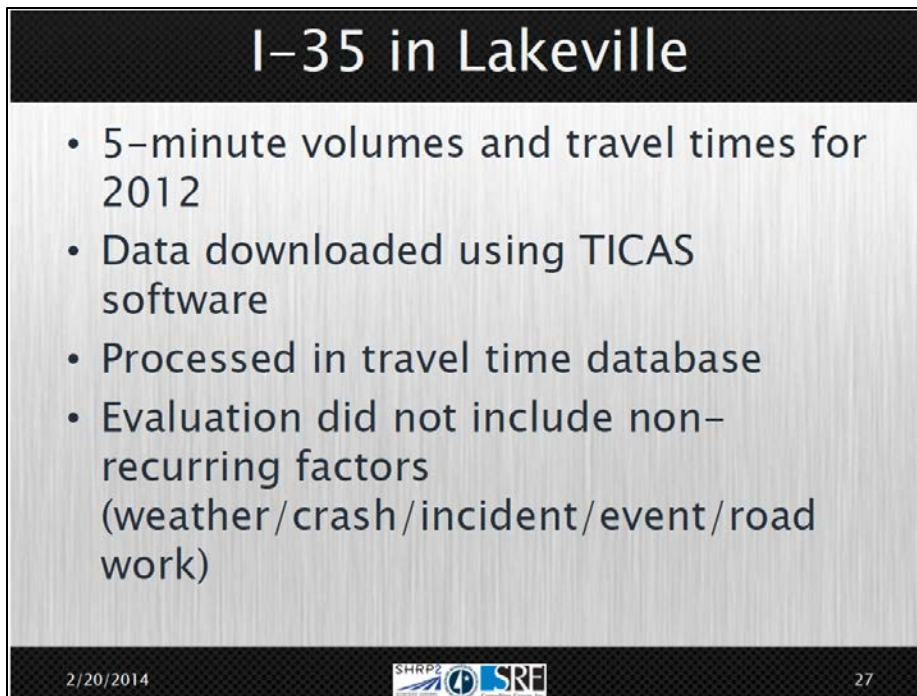 I-35 in Lakeville
• 5-minute volumes and travel times for
2012
• Data downloaded using TICAS
software
• Processed in travel time database
• Evaluation did not include non-
recurring factors
(weather/crash/incident/event/road
work)
2/20/2014
SHRP2
SRF
27